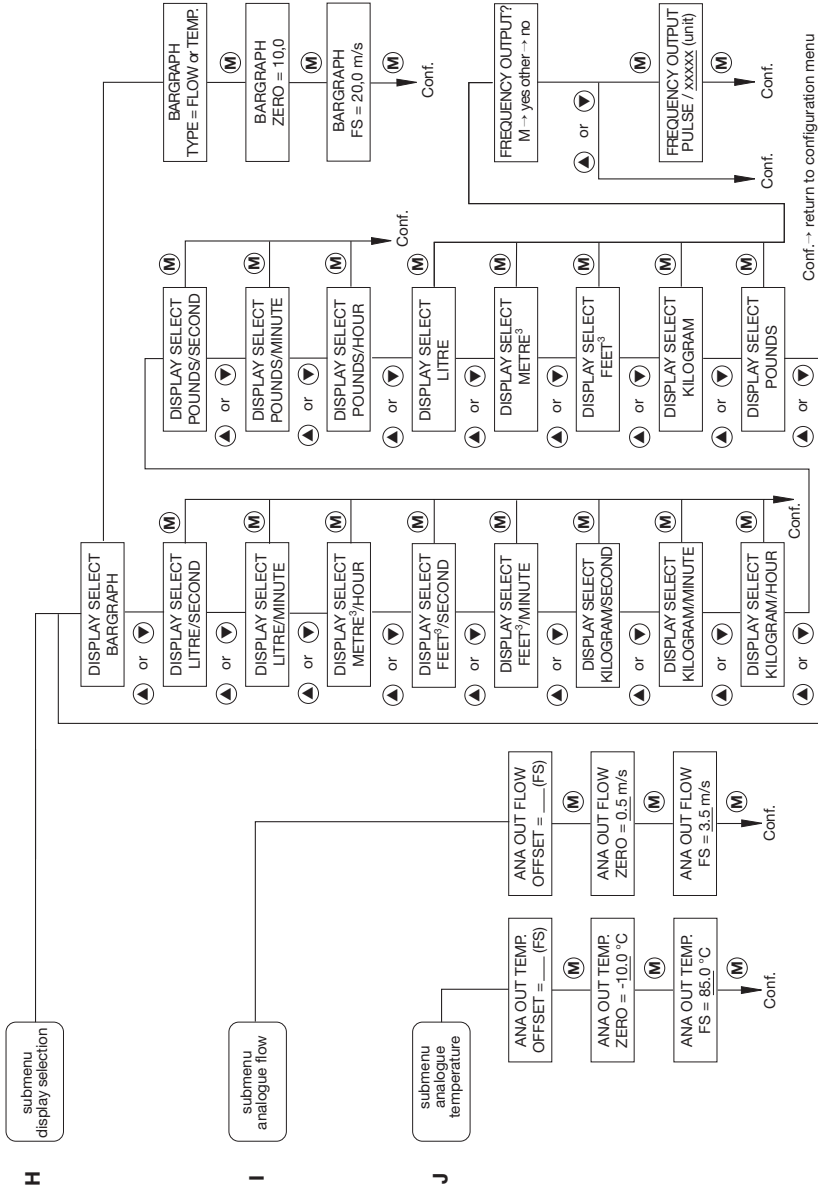 H
submenu
display selection
DISPLAY SELECT
BARGRAPH
▲ or ▼
DISPLAY SELECT
LITRE/SECOND
M
▲ or ▼
DISPLAY SELECT
LITRE/MINUTE
M
▲ or ▼
DISPLAY SELECT
METRE³/HOUR
M
▲ or ▼
DISPLAY SELECT
FEET³/SECOND
M
▲ or ▼
DISPLAY SELECT
FEET³/MINUTE
M
▲ or ▼
DISPLAY SELECT
KILOGRAM/SECOND
M
▲ or ▼
DISPLAY SELECT
KILOGRAM/MINUTE
M
▲ or ▼
DISPLAY SELECT
KILOGRAM/HOUR
M
▲ or ▼
Conf.
DISPLAY SELECT
POUNDS/SECOND
M
▲ or ▼
DISPLAY SELECT
POUNDS/MINUTE
M
▲ or ▼
DISPLAY SELECT
POUNDS/HOUR
M
Conf.
▲ or ▼
DISPLAY SELECT
LITRE
M
▲ or ▼
DISPLAY SELECT
METRE³
M
▲ or ▼
DISPLAY SELECT
FEET³
M
▲ or ▼
DISPLAY SELECT
KILOGRAM
M
▲ or ▼
DISPLAY SELECT
POUNDS
M
▲ or ▼
BARGRAPH
TYPE = FLOW or TEMP.
M
BARGRAPH
ZERO = 10,0
M
BARGRAPH
FS = 20,0 m/s
M
Conf.
FREQUENCY OUTPUT?
M → yes other → no
▲ or ▼
M
FREQUENCY OUTPUT
PULSE / xxxxx (unit)
M
Conf.
Conf.
I
submenu
analogue flow
ANA OUT FLOW
OFFSET = ___ (FS)
M
ANA OUT FLOW
ZERO = 0.5 m/s
M
ANA OUT FLOW
FS = 3.5 m/s
M
Conf.
J
submenu
analogue
temperature
ANA OUT TEMP.
OFFSET = ___ (FS)
M
ANA OUT TEMP.
ZERO = -10.0 °C
M
ANA OUT TEMP.
FS = 85.0 °C
M
Conf.
Conf.→ return to configuration menu